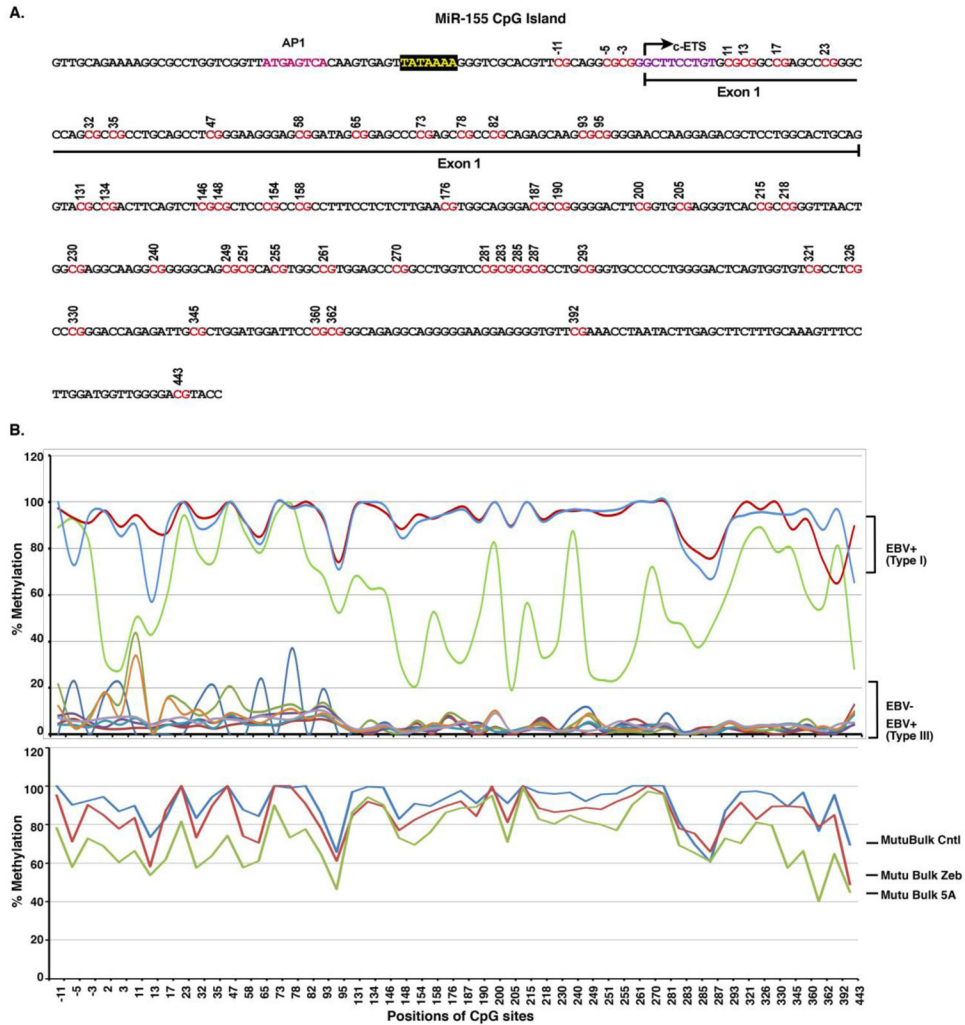 A.
MiR-155 CpG Island
AP1 -11 -5 -3 c-ETS 11 13 17 23
GTTGCAGAAAAGGCGCCTGGTCGGTTATGAGTCACAAGTGAGTTATAAAAGGGTCGCACGTTCGCAGGCGCGGGCTTCCTGTGCGCGGCCGAGCCCGGGC
Exon 1
32 35 47 58 65 73 78 82 93 95
CCAGCGCCGCCTGCAGCCTCGGGAAGGGAGCGGATAGCGGAGCCCCGAGCCGCCCGCAGAGCAAGCGCGGGGAACCAAGGAGACGCTCCTGGCACTGCAG
Exon 1
131 134 146 148 154 158 176 187 190 200 205 215 218
GTACGCCGACTTCAGTCTCGCGCTCCCGCCCGCCTTTCCTCTCTTGAACGTGGCAGGGACGCCGGGGGACTTCGGTGCGAGGGTCACCGCCGGGTTAACT
230 240 249 251 255 261 270 281 283 285 287 293 321 326
GGCGAGGCAAGGCGGGGGCAGCGCGCACGTGGCCGTGGAGCCCGGCCTGGTCCCGCGCGCGCCTGCGGGTGCCCCCTGGGGACTCAGTGGTGTCGCCTCG
330 345 360 362 392
CCCGGGACCAGAGATTGCGCTGGATGGATTCCCGCGGGCAGAGGCAGGGGGAAGGAGGGGTGTTCGAAACCTAATACTTGAGCTTCTTTGCAAAGTTTCC
443
TTGGATGGTTGGGGACGTACC
B.
120
100
80
60
40
20
0
% Methylation
EBV+
(Type I)
EBV-
EBV+
(Type III)
120
100
80
60
40
20
0
% Methylation
MutuBulk Cntl
Mutu Bulk Zeb
Mutu Bulk 5A
-11 -5 -3 2 3 11 13 17 23 32 35 47 58 65 73 78 82 93 95 131 134 146 148 154 158 176 187 190 200 205 215 218 230 240 249 251 255 261 270 281 283 285 287 293 321 326 330 345 360 362 392 443
Positions of CpG sites